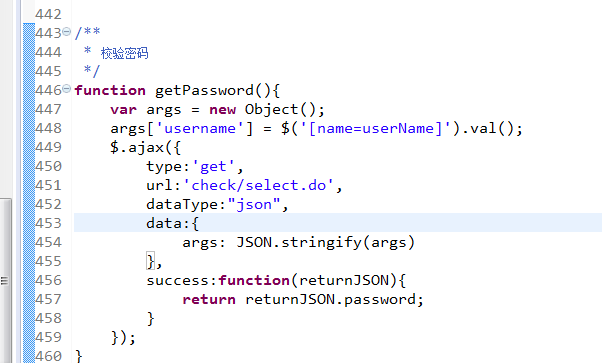 442
443 /**
444 * 校验密码
445 */
446 function getPassword(){
447 var args = new Object();
448 args['username'] = $('[name=userName]').val();
449 $.ajax({
450 type:'get',
451 url:'check/select.do',
452 dataType:"json",
453 data:{
454 args: JSON.stringify(args)
455 },
456 success:function(returnJSON){
457 return returnJSON.password;
458 }
459 });
460 }